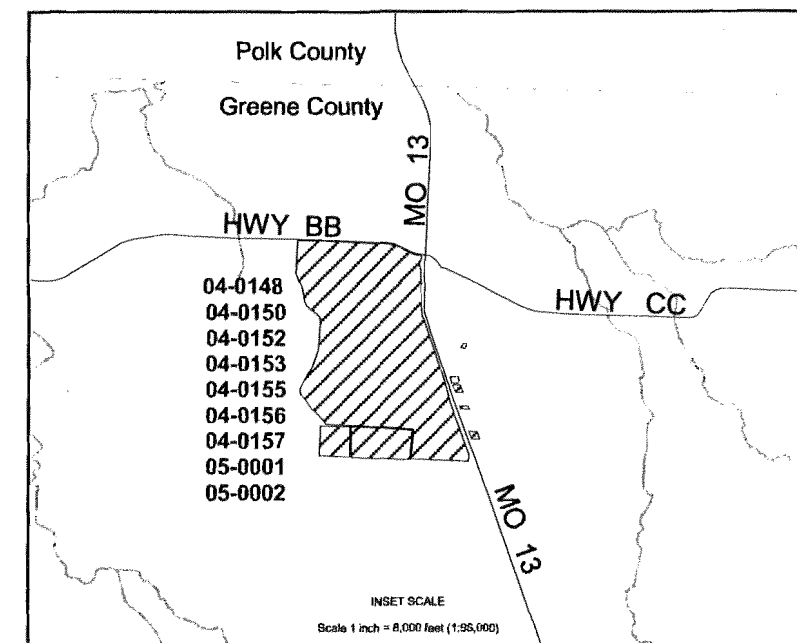 Polk County
Greene County
MO 13
HWY BB
HWY CC
04-0148
04-0150
04-0152
04-0153
04-0155
04-0156
04-0157
05-0001
05-0002
MO 13
INSET SCALE
Scale 1 inch = 8,000 feet (1:96,000)